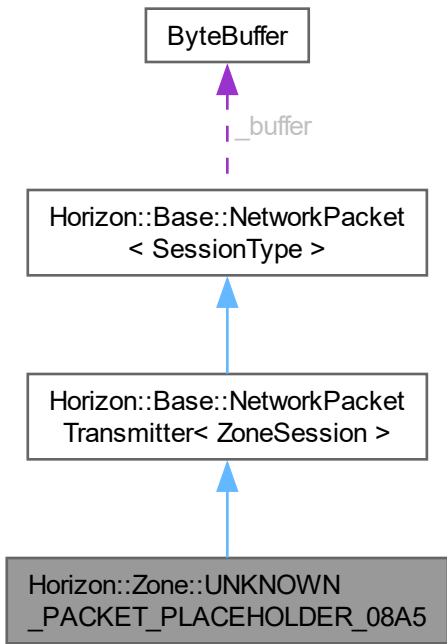 ByteBuffer
_buffer
Horizon::Base::NetworkPacket
< SessionType >
Horizon::Base::NetworkPacket
Transmitter< ZoneSession >
Horizon::Zone::UNKNOWN
_PACKET_PLACEHOLDER_08A5